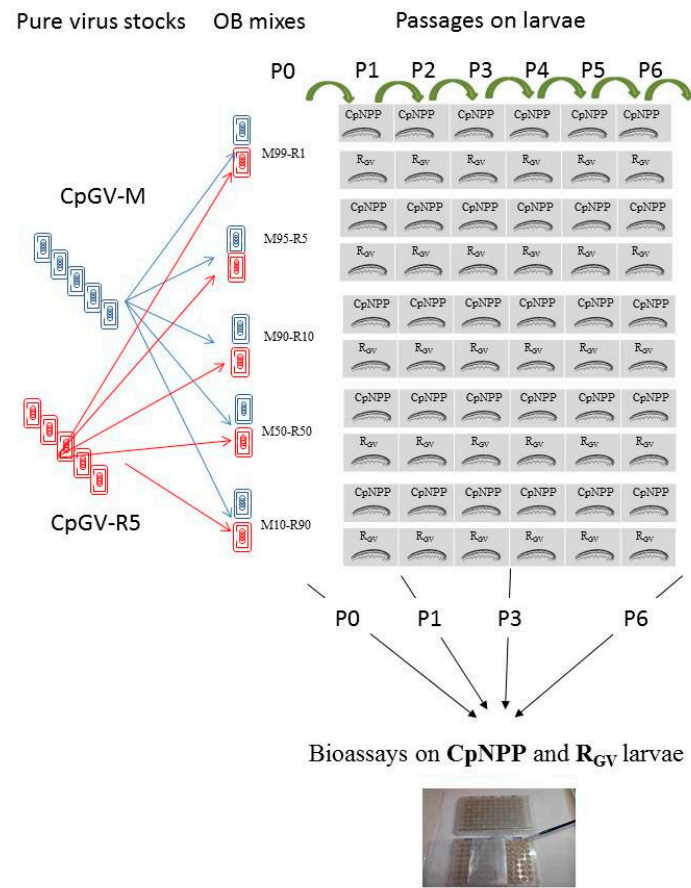 Pure virus stocks OB mixes Passages on larvae
P0 P1 P2 P3 P4 P5 P6
CpNPP CpNPP CpNPP CpNPP CpNPP CpNPP
M99-R1
RGV RGV RGV RGV RGV RGV
CpGV-M
CpNPP CpNPP CpNPP CpNPP CpNPP CpNPP
M95-R5
RGV RGV RGV RGV RGV RGV
CpNPP CpNPP CpNPP CpNPP CpNPP CpNPP
M90-R10
RGV RGV RGV RGV RGV RGV
CpNPP CpNPP CpNPP CpNPP CpNPP CpNPP
M50-R50
RGV RGV RGV RGV RGV RGV
CpGV-R5
CpNPP CpNPP CpNPP CpNPP CpNPP CpNPP
M10-R90
RGV RGV RGV RGV RGV RGV
P0 P1 P3 P6
Bioassays on CpNPP and RGV larvae